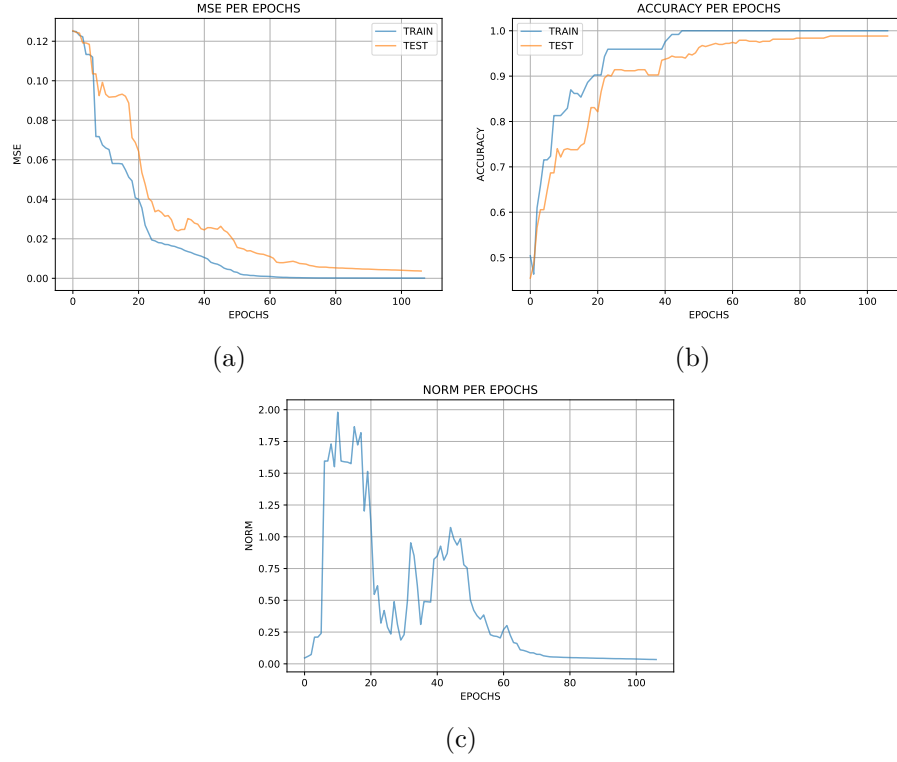 MSE PER EPOCHS
TRAIN
TEST
0.12
0.10
0.08
0.06
0.04
0.02
0.00
MSE
0 20 40 60 80 100
EPOCHS
(a)
ACCURACY PER EPOCHS
TRAIN
TEST
1.0
0.9
0.8
0.7
0.6
0.5
ACCURACY
0 20 40 60 80 100
EPOCHS
(b)
NORM PER EPOCHS
2.00
1.75
1.50
1.25
1.00
0.75
0.50
0.25
0.00
NORM
0 20 40 60 80 100
EPOCHS
(c)